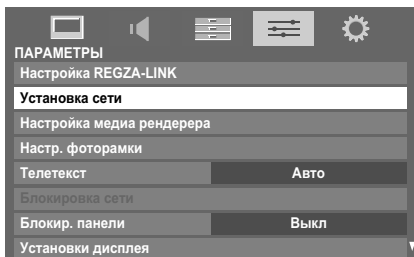 ПАРАМЕТРЫ
Настройка REGZA-LINK
Установка сети
Настройка медиа рендерера
Настр. фоторамки
Телетекст Авто
Блокировка сети
Блокир. панели Выкл
Установки дисплея